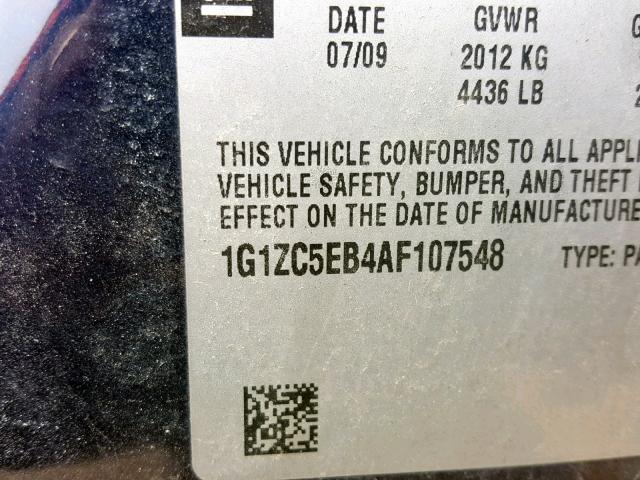 DATE GVWR
07/09 2012 KG
4436 LB
THIS VEHICLE CONFORMS TO ALL
VEHICLE SAFETY, BUMPER, AND THEFT
EFFECT ON THE DATE OF MANUFACTURE
1G1ZC5EB4AF107548 TYPE: